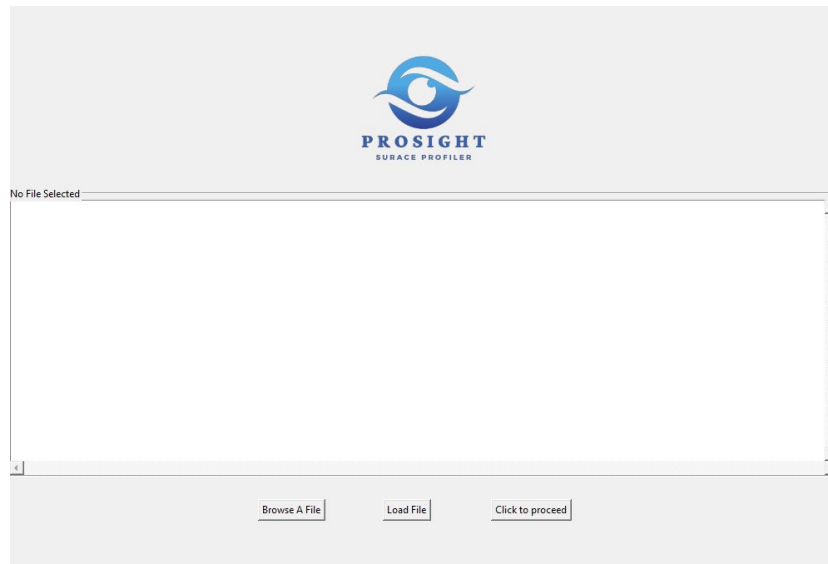 PROSIGHT
SURACE PROFILER
No File Selected
Browse A File Load File Click to proceed